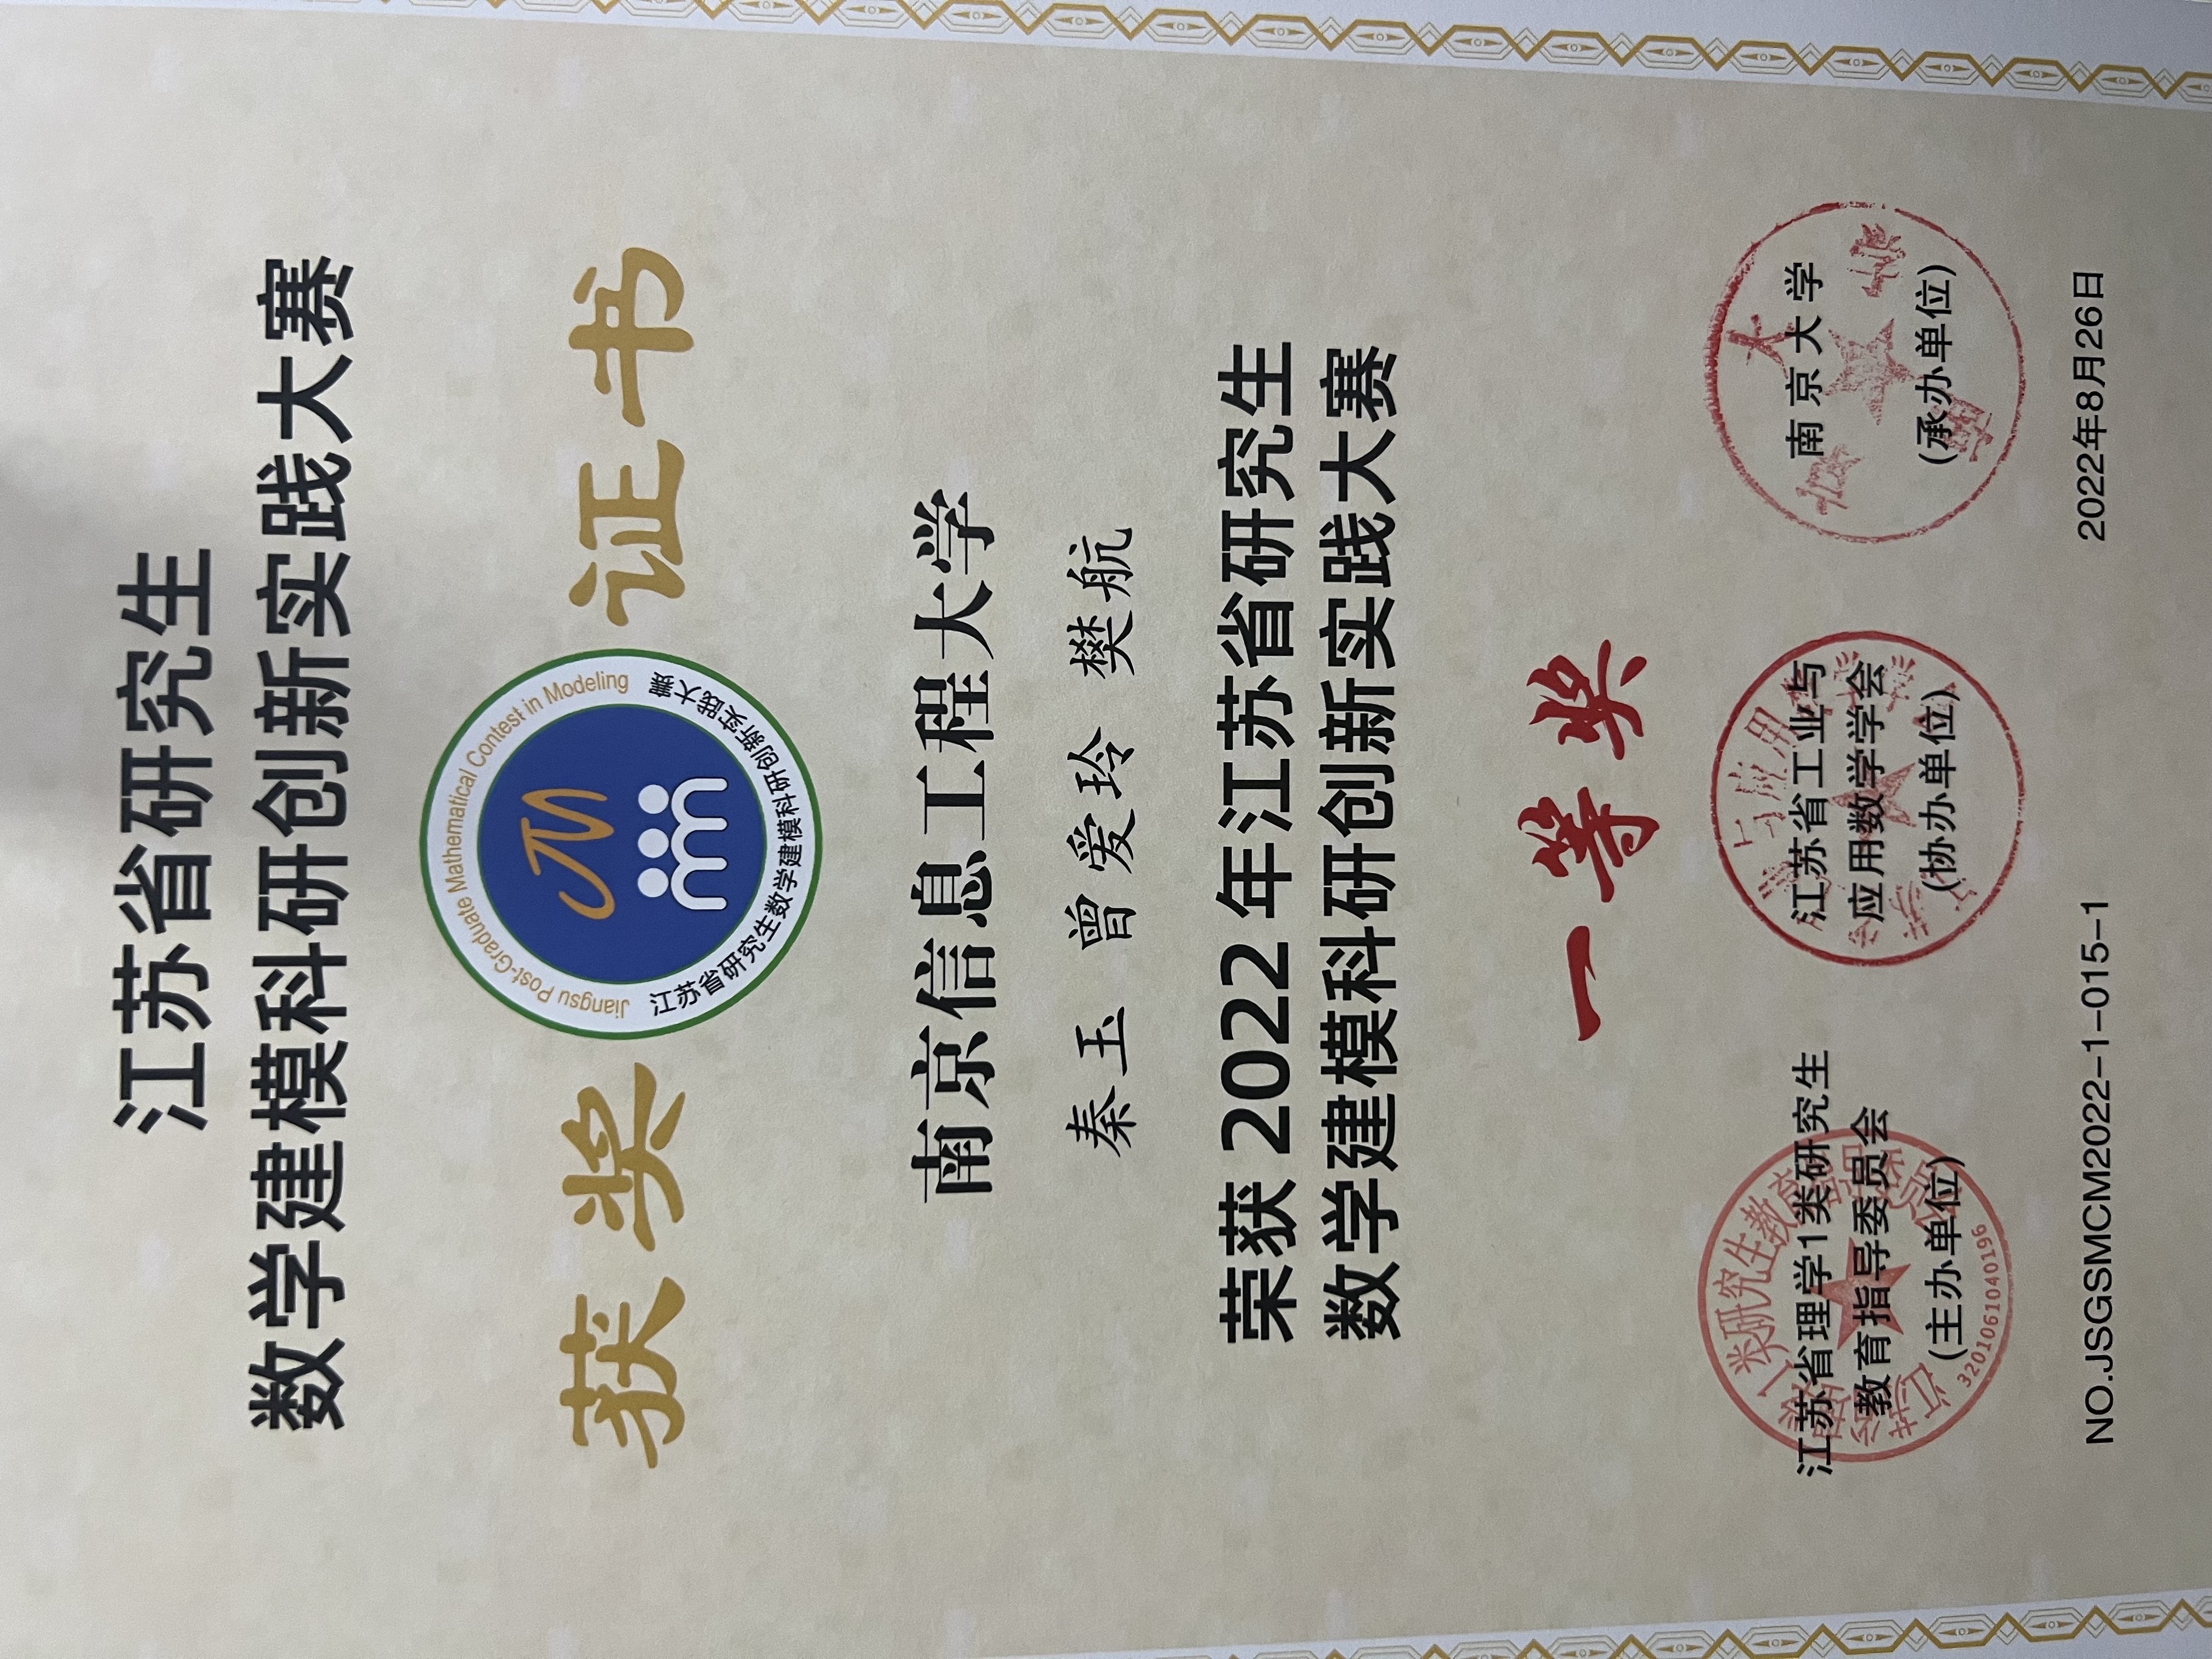 江苏省研究生
数学建模科研创新实践大赛
获奖
Jiangsu Post-Graduate Mathematical Contest in Modeling
JM
江苏省研究生数学建模科研创新实践大赛
证书
南京信息工程大学
秦玉 曾爱玲 樊航
荣获 2022 年江苏省研究生
数学建模科研创新实践大赛
一等奖
江苏省理学1类研究生
教育指导委员会
(主办单位)
3201061040196
江苏省工业与
应用数学学会
(协办单位)
南京大学
(承办单位)
NO.JSGSMCM2022-1-015-1
2022年8月26日